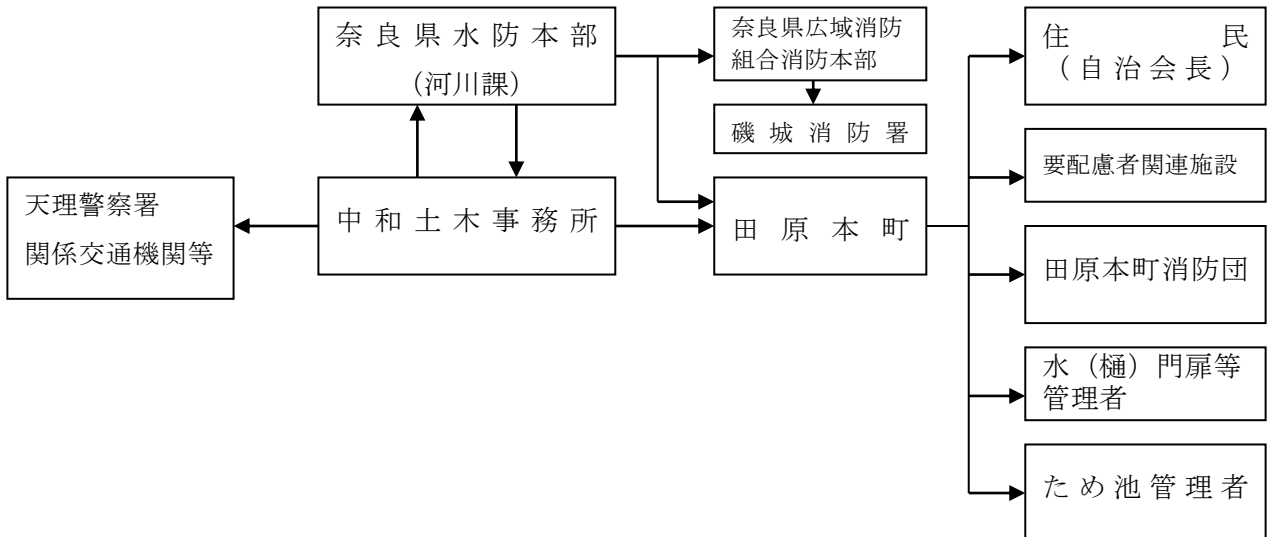 奈良県水防本部
(河川課)
奈良県広域消防
組合消防本部
住民
(自治会長)
磯城消防署
要配慮者関連施設
天理警察署
関係交通機関等
中和土木事務所
田原本町
田原本町消防団
水（樋）門扉等
管理者
ため池管理者